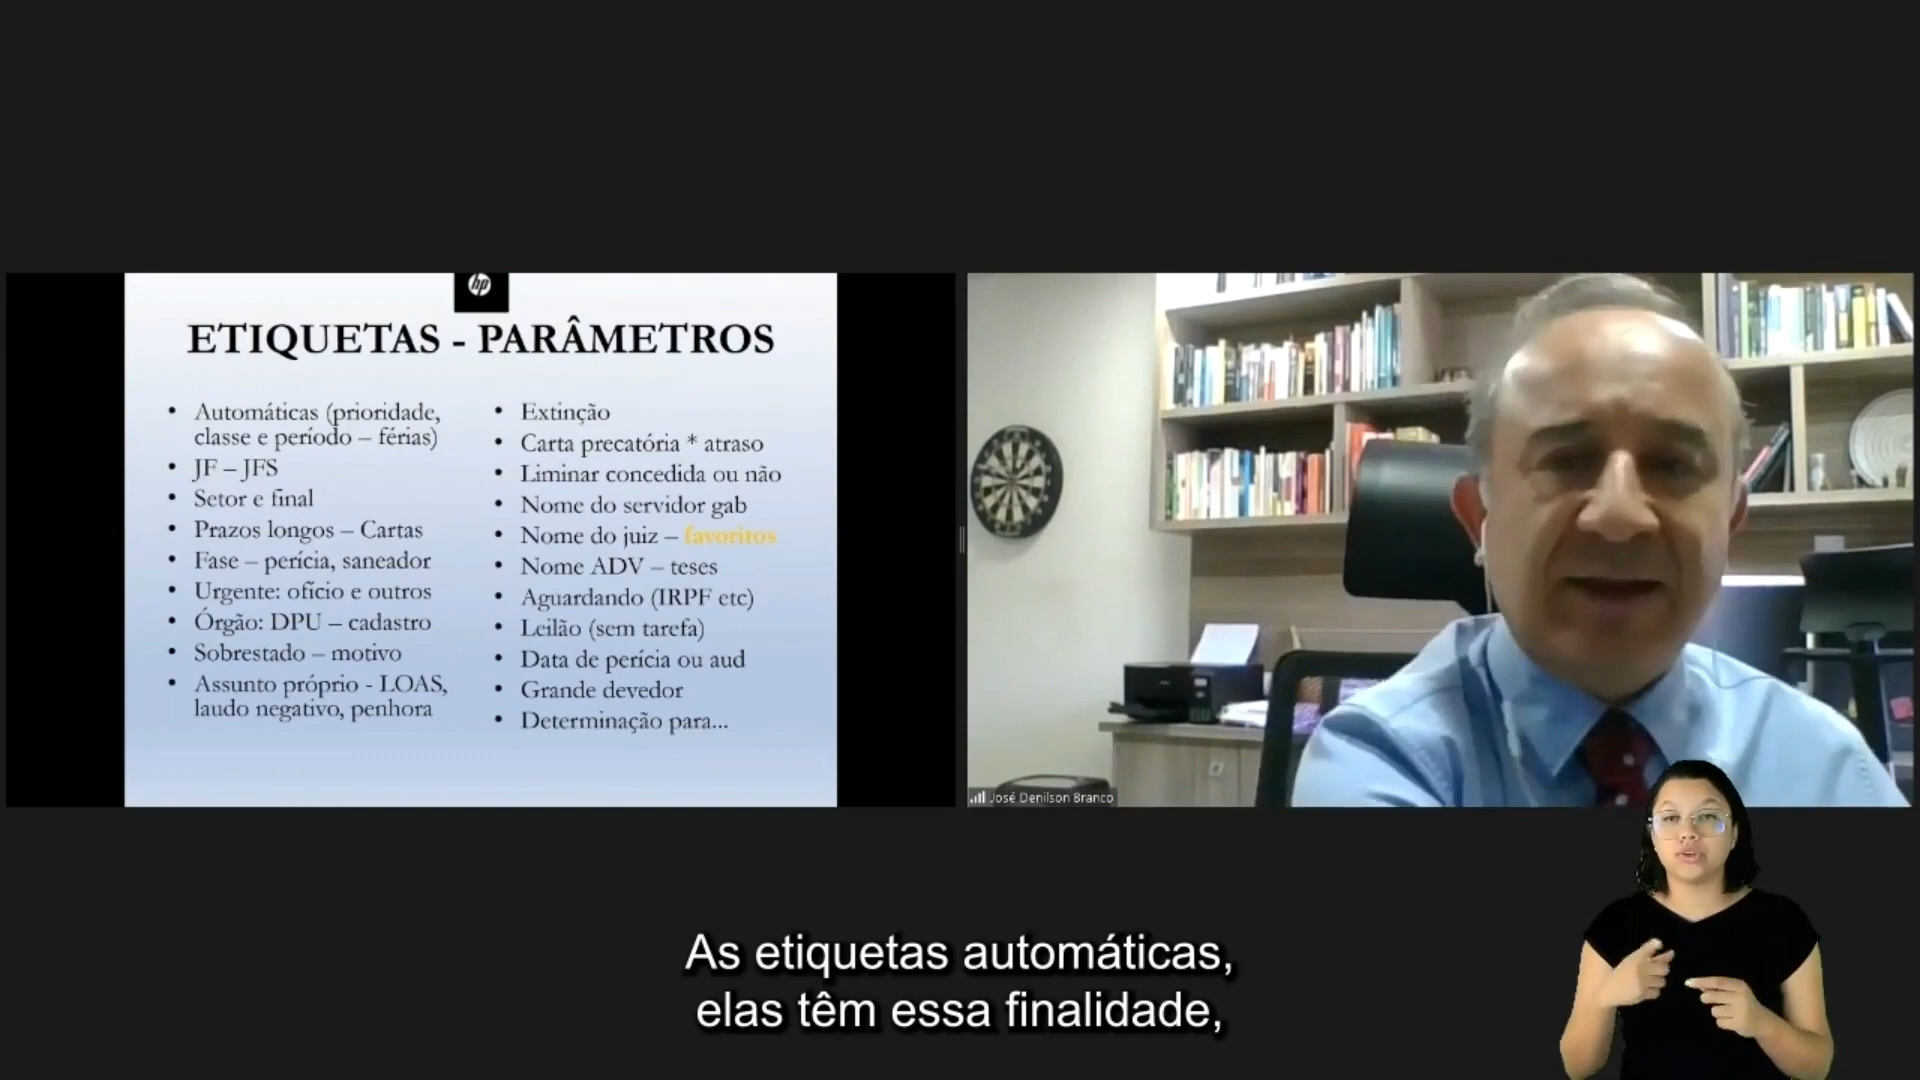 hp
ETIQUETAS - PARÂMETROS
• Automáticas (prioridade,
classe e período – férias)
• JF – JFS
• Setor e final
• Prazos longos – Cartas
• Fase – perícia, saneador
• Urgente: ofício e outros
• Órgão: DPU – cadastro
• Sobrestado – motivo
• Assunto próprio - LOAS,
laudo negativo, penhora
• Extinção
• Carta precatória * atraso
• Liminar concedida ou não
• Nome do servidor gab
• Nome do juiz – favoritos
• Nome ADV – teses
• Aguardando (IRPF etc)
• Leilão (sem tarefa)
• Data de perícia ou aud
• Grande devedor
• Determinação para...
José Denilson Branco
As etiquetas automáticas,
elas têm essa finalidade,